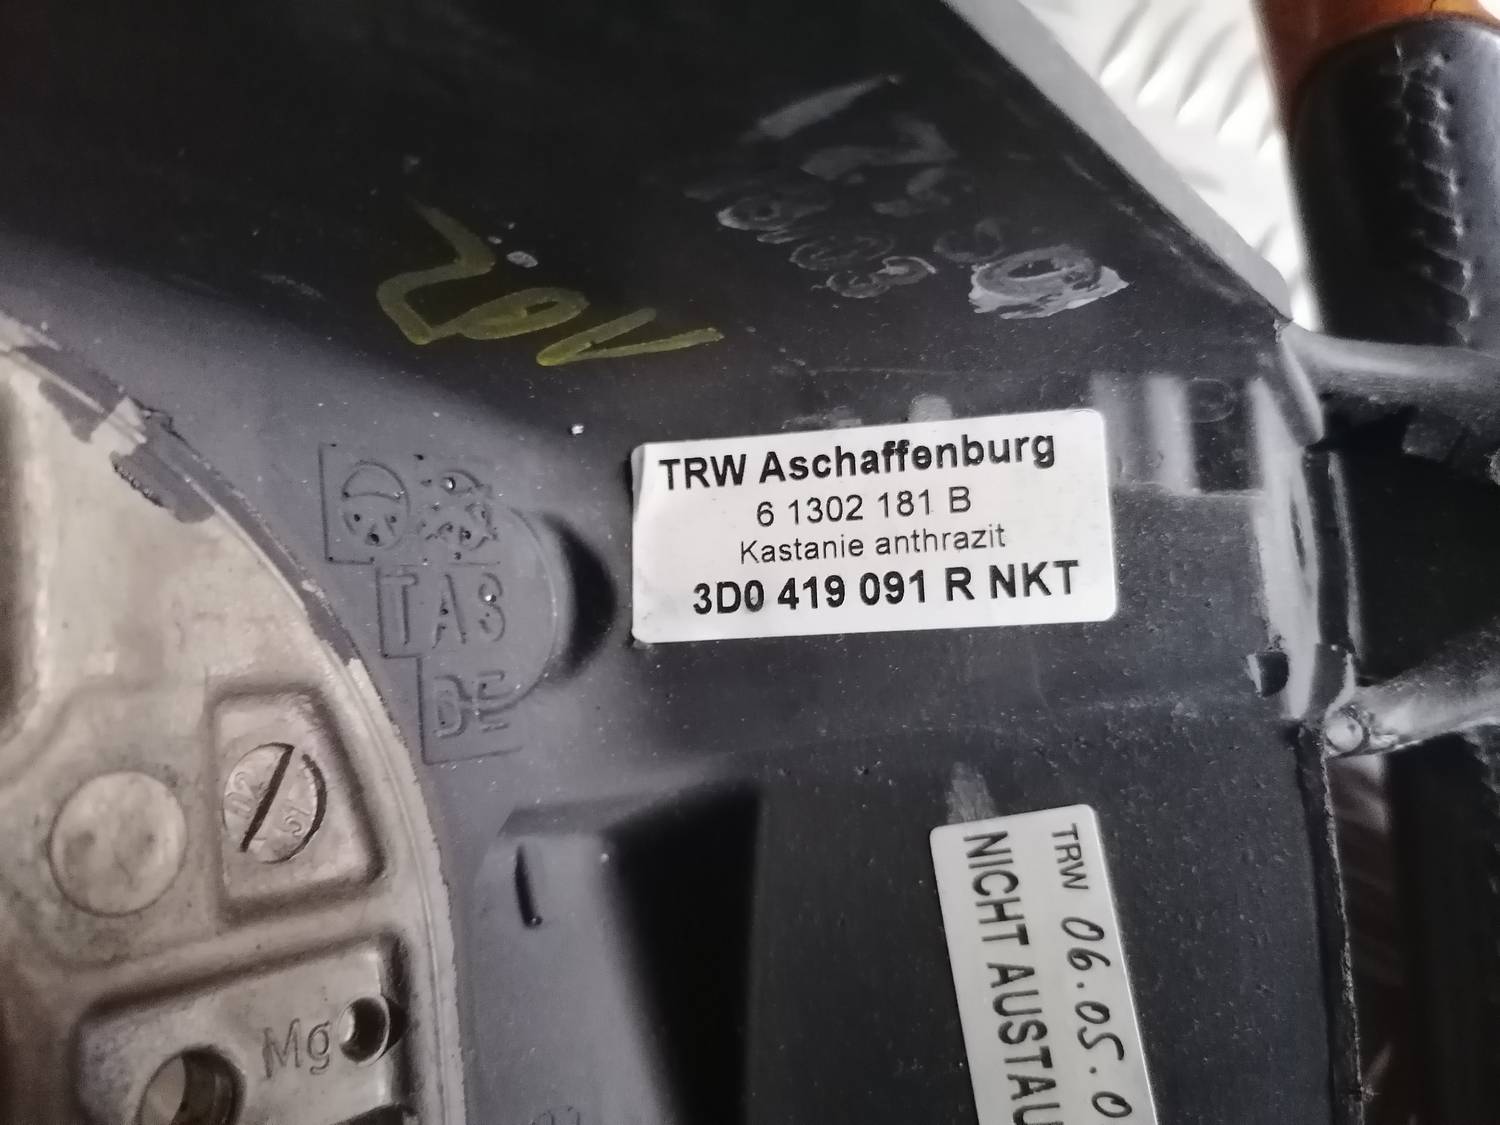 TRW Aschaffenburg
6 1302 181 B
Kastanie anthrazit
3D0 419 091 R NKT
TAS
DE
TRW 06.05.0
NICHT AUSTAU
Mg